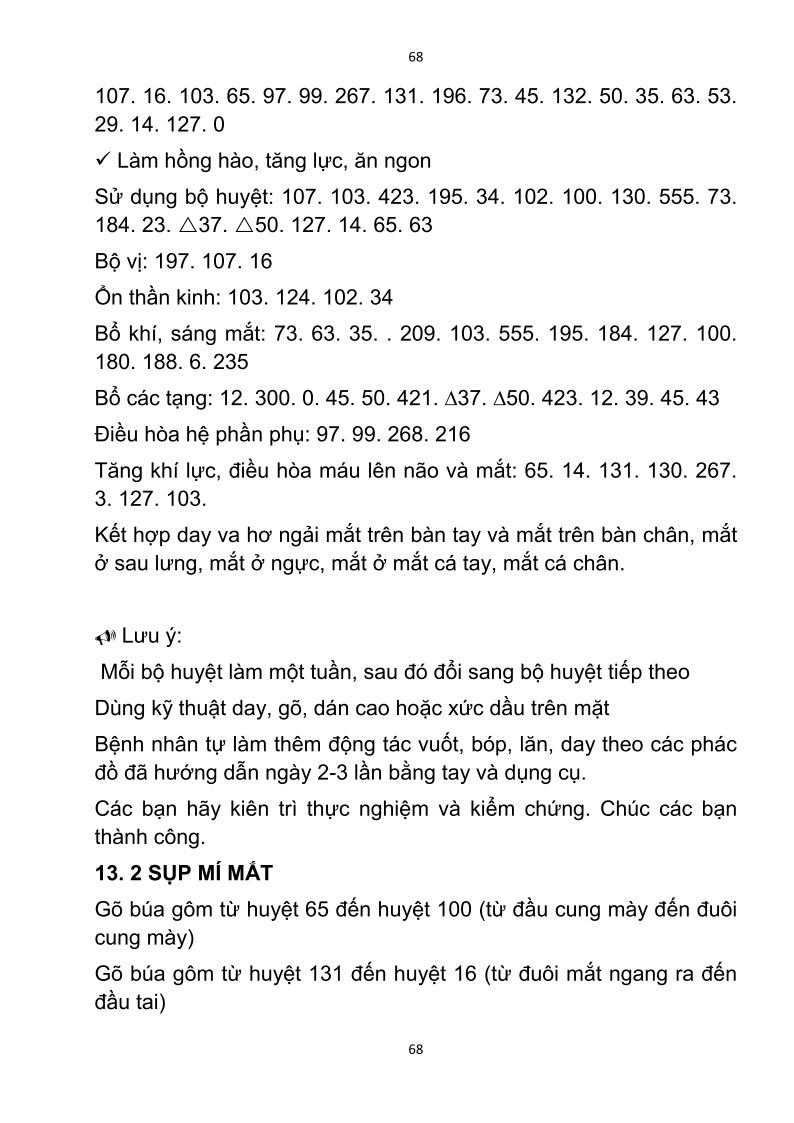 68
107. 16. 103. 65. 97. 99. 267. 131. 196. 73. 45. 132. 50. 35. 63. 53.
29. 14. 127. 0
✓ Làm hồng hào, tăng lực, ăn ngon
Sử dụng bộ huyệt: 107. 103. 423. 195. 34. 102. 100. 130. 555. 73.
184. 23. △37. △50. 127. 14. 65. 63
Bộ vị: 197. 107. 16
Ổn thần kinh: 103. 124. 102. 34
Bổ khí, sáng mắt: 73. 63. 35. . 209. 103. 555. 195. 184. 127. 100.
180. 188. 6. 235
Bổ các tạng: 12. 300. 0. 45. 50. 421. ∆37. ∆50. 423. 12. 39. 45. 43
Điều hòa hệ phần phụ: 97. 99. 268. 216
Tăng khí lực, điều hòa máu lên não và mắt: 65. 14. 131. 130. 267.
3. 127. 103.
Kết hợp day va hơ ngải mắt trên bàn tay và mắt trên bàn chân, mắt
ở sau lưng, mắt ở ngực, mắt ở mắt cá tay, mắt cá chân.
Lưu ý:
Mỗi bộ huyệt làm một tuần, sau đó đổi sang bộ huyệt tiếp theo
Dùng kỹ thuật day, gõ, dán cao hoặc xức dầu trên mặt
Bệnh nhân tự làm thêm động tác vuốt, bóp, lăn, day theo các phác
đồ đã hướng dẫn ngày 2-3 lần bằng tay và dụng cụ.
Các bạn hãy kiên trì thực nghiệm và kiểm chứng. Chúc các bạn
thành công.
13. 2 SỤP MÍ MẮT
Gõ búa gôm từ huyệt 65 đến huyệt 100 (từ đầu cung mày đến đuôi
cung mày)
Gõ búa gôm từ huyệt 131 đến huyệt 16 (từ đuôi mắt ngang ra đến
đầu tai)
68